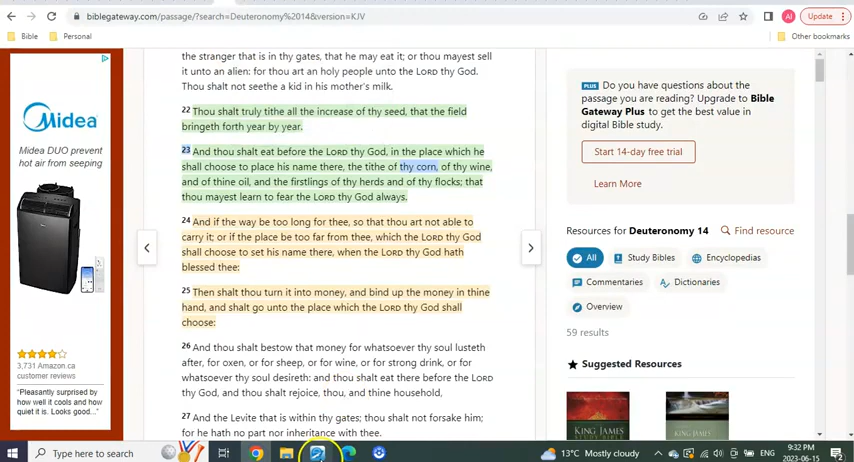 biblegateway.com/passage/?search=Deuteronomy%2014&version=KJV
AI
Update
Bible
Personal
Other bookmarks
Midea
Midea DUO prevent
hot air from seeping
3,731 Amazon.ca
customer reviews
"Pleasantly surprised by
how well it cools and how
quiet it is. Looks good..."
the stranger that is in thy gates, that he may eat it; or thou mayest sell
it unto an alien: for thou art an holy people unto the LORD thy God.
Thou shalt not seethe a kid in his mother's milk.
22 Thou shalt truly tithe all the increase of thy seed, that the field
bringeth forth year by year.
23 And thou shalt eat before the LORD thy God, in the place which he
shall choose to place his name there, the tithe of thy corn, of thy wine,
and of thine oil, and the firstlings of thy herds and of thy flocks; that
thou mayest learn to fear the LORD thy God always.
24 And if the way be too long for thee, so that thou art not able to
carry it; or if the place be too far from thee, which the LORD thy God
shall choose to set his name there, when the LORD thy God hath
blessed thee:
25 Then shalt thou turn it into money, and bind up the money in thine
hand, and shalt go unto the place which the LORD thy God shall
choose:
26 And thou shalt bestow that money for whatsoever thy soul lusteth
after, for oxen, or for sheep, or for wine, or for strong drink, or for
whatsoever thy soul desireth: and thou shalt eat there before the LORD
thy God, and thou shalt rejoice, thou, and thine household,
27 And the Levite that is within thy gates; thou shalt not forsake him;
for he hath no part nor inheritance with thee.
PLUS Do you have questions about the
passage you are reading? Upgrade to Bible
Gateway Plus to get the best value in
digital Bible study.
Start 14-day free trial
Learn More
Resources for Deuteronomy 14
Find resource
All
Study Bibles
Encyclopedias
Commentaries
Dictionaries
Overview
59 results
Suggested Resources
KING JAMES
Type here to search
13°C Mostly cloudy
ENG
9:32 PM
2023-06-15
2